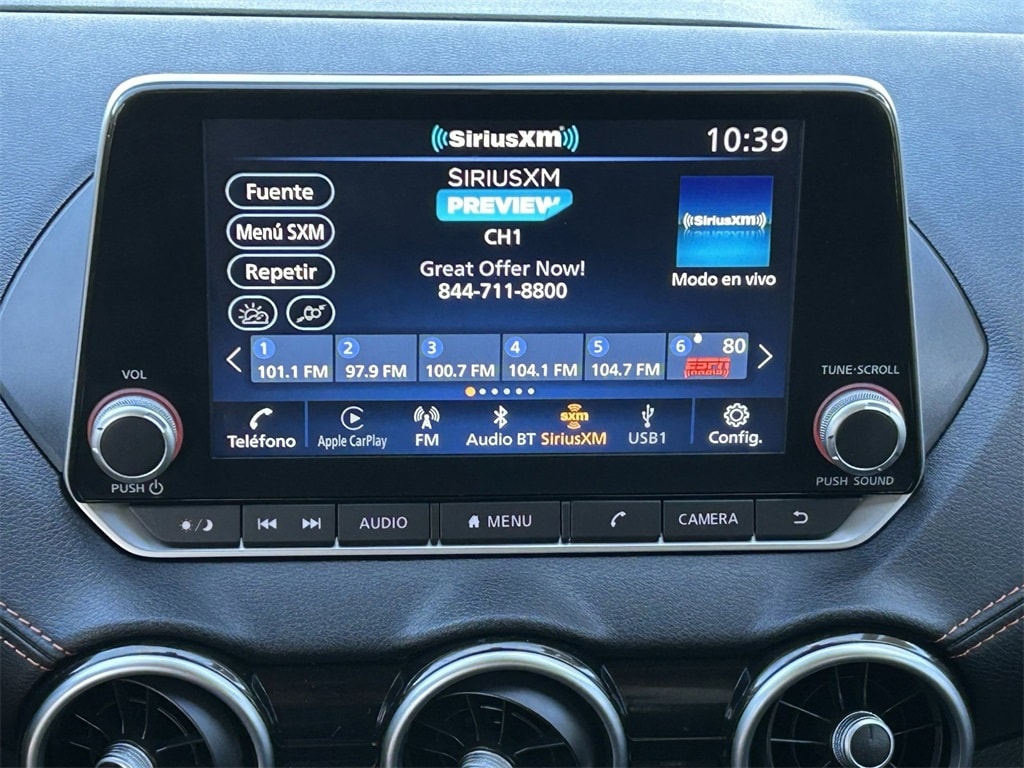 SiriusXM 10:39
SIRIUSXM
PREVIEW
CH1
Great Offer Now!
844-711-8800
Fuente
Menú SXM
Repetir
SiriusXM
Modo en vivo
1 101.1 FM
2 97.9 FM
3 100.7 FM
4 104.1 FM
5 104.7 FM
6 80 ESPN RADIO
Teléfono
Apple CarPlay
FM
Audio BT
sxm
SiriusXM
USB1
Config.
VOL
PUSH
TUNE·SCROLL
PUSH SOUND
AUDIO
MENU
CAMERA